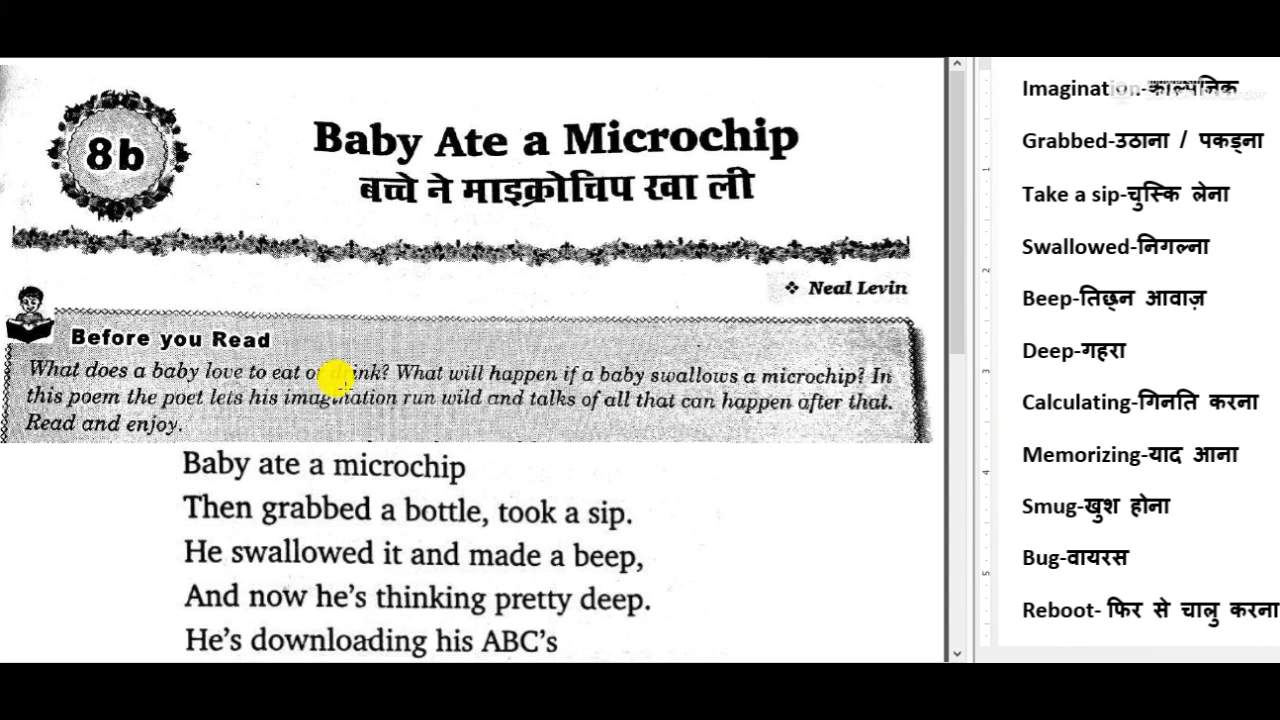 8b
Baby Ate a Microchip
बच्चे ने माइक्रोचिप खा ली
❖ Neal Levin
Before you Read
What does a baby love to eat or drink? What will happen if a baby swallows a microchip? In
this poem the poet lets his imagination run wild and talks of all that can happen after that.
Read and enjoy.
Baby ate a microchip
Then grabbed a bottle, took a sip.
He swallowed it and made a beep,
And now he's thinking pretty deep.
He's downloading his ABC's
Imagination-काल्पनिक
Grabbed-उठाना / पकड़्ना
Take a sip-चुस्कि लेना
Swallowed-निगल्ना
Beep-तिछ्न आवाज़
Deep-गहरा
Calculating-गिनति करना
Memorizing-याद आना
Smug-खुश होना
Bug-वायरस
Reboot- फिर से चालु करना
1
2
3
4
5